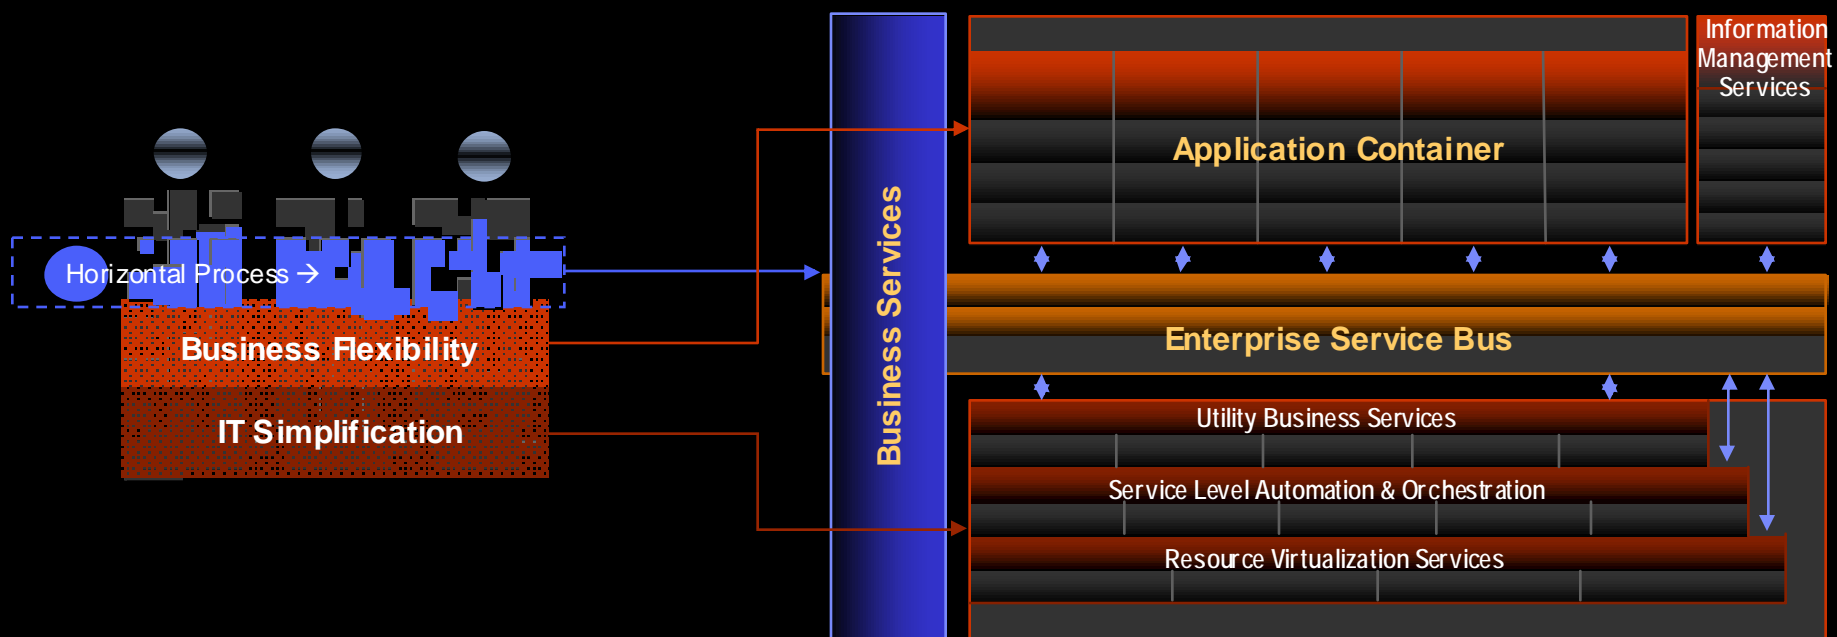 Horizontal Process →
Business Flexibility
IT Simplification
Business Services
Application Container
Information
Management
Services
Enterprise Service Bus
Utility Business Services
Service Level Automation & Orchestration
Resource Virtualization Services